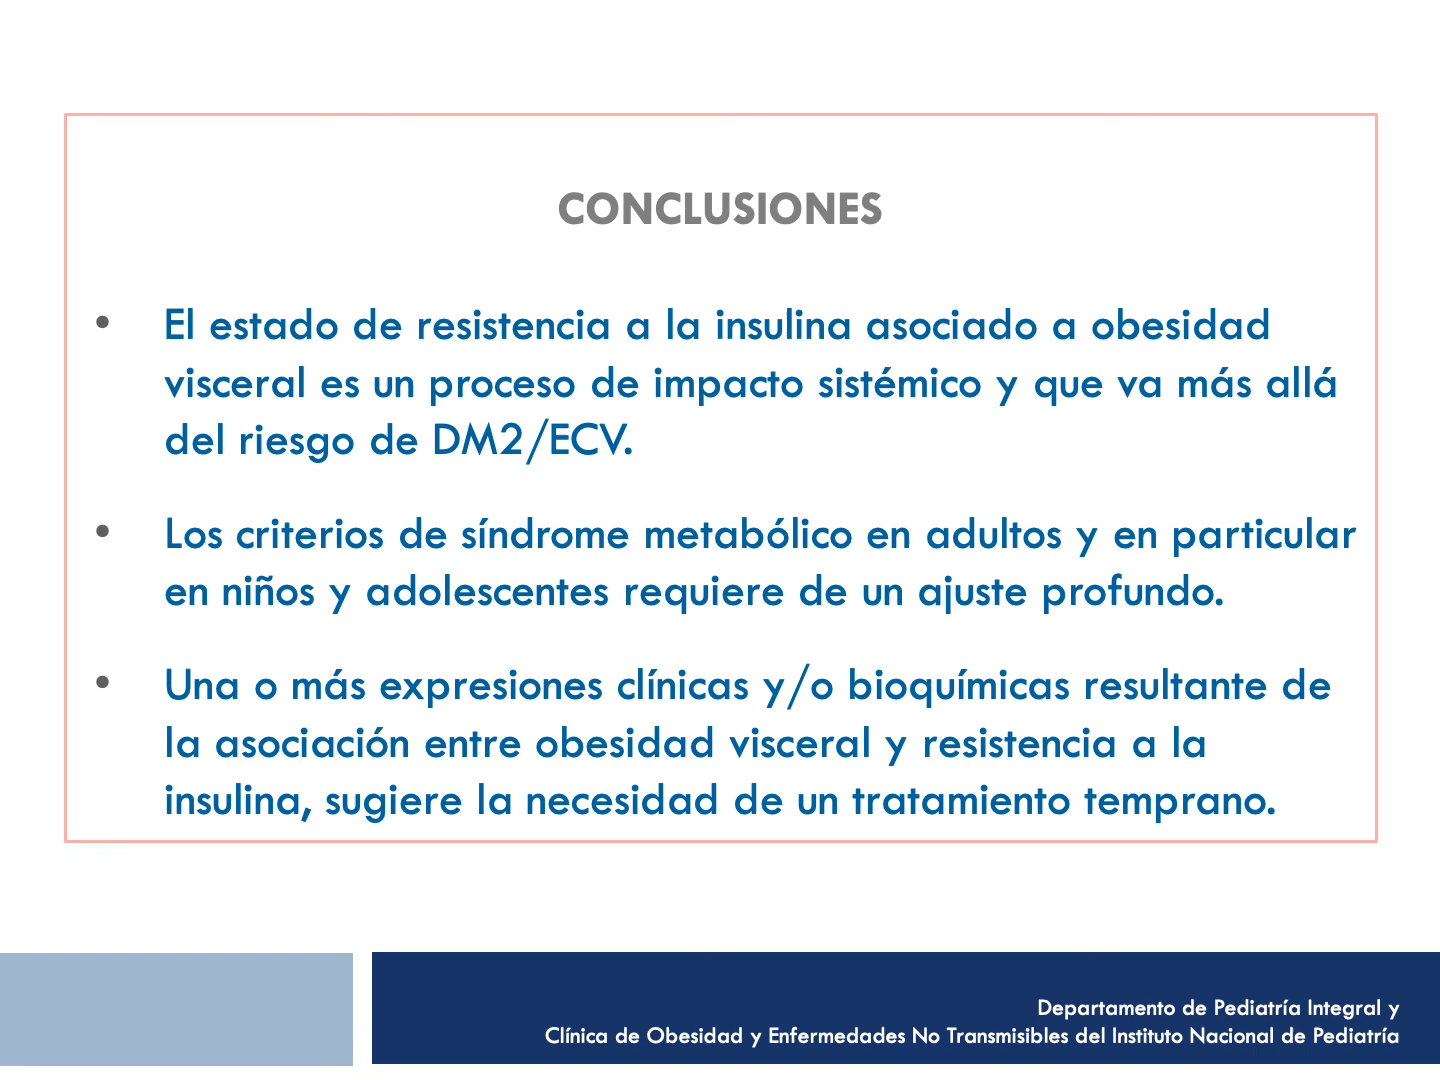 CONCLUSIONES
• El estado de resistencia a la insulina asociado a obesidad
visceral es un proceso de impacto sistémico y que va más allá
del riesgo de DM2/ECV.
• Los criterios de síndrome metabólico en adultos y en particular
en niños y adolescentes requiere de un ajuste profundo.
• Una o más expresiones clínicas y/o bioquímicas resultante de
la asociación entre obesidad visceral y resistencia a la
insulina, sugiere la necesidad de un tratamiento temprano.
Departamento de Pediatría Integral y
Clínica de Obesidad y Enfermedades No Transmisibles del Instituto Nacional de Pediatría